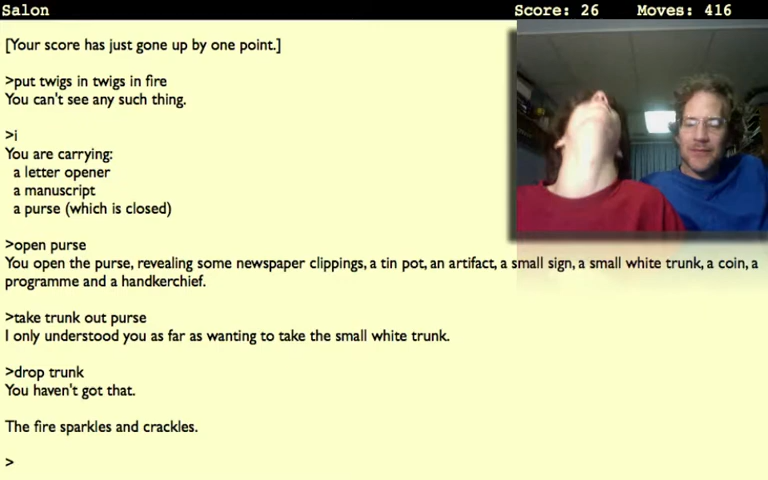 Salon Score: 26 Moves: 416
[Your score has just gone up by one point.]
>put twigs in twigs in fire
You can't see any such thing.
>i
You are carrying:
a letter opener
a manuscript
a purse (which is closed)
>open purse
You open the purse, revealing some newspaper clippings, a tin pot, an artifact, a small sign, a small white trunk, a coin, a
programme and a handkerchief.
>take trunk out purse
I only understood you as far as wanting to take the small white trunk.
>drop trunk
You haven't got that.
The fire sparkles and crackles.
>